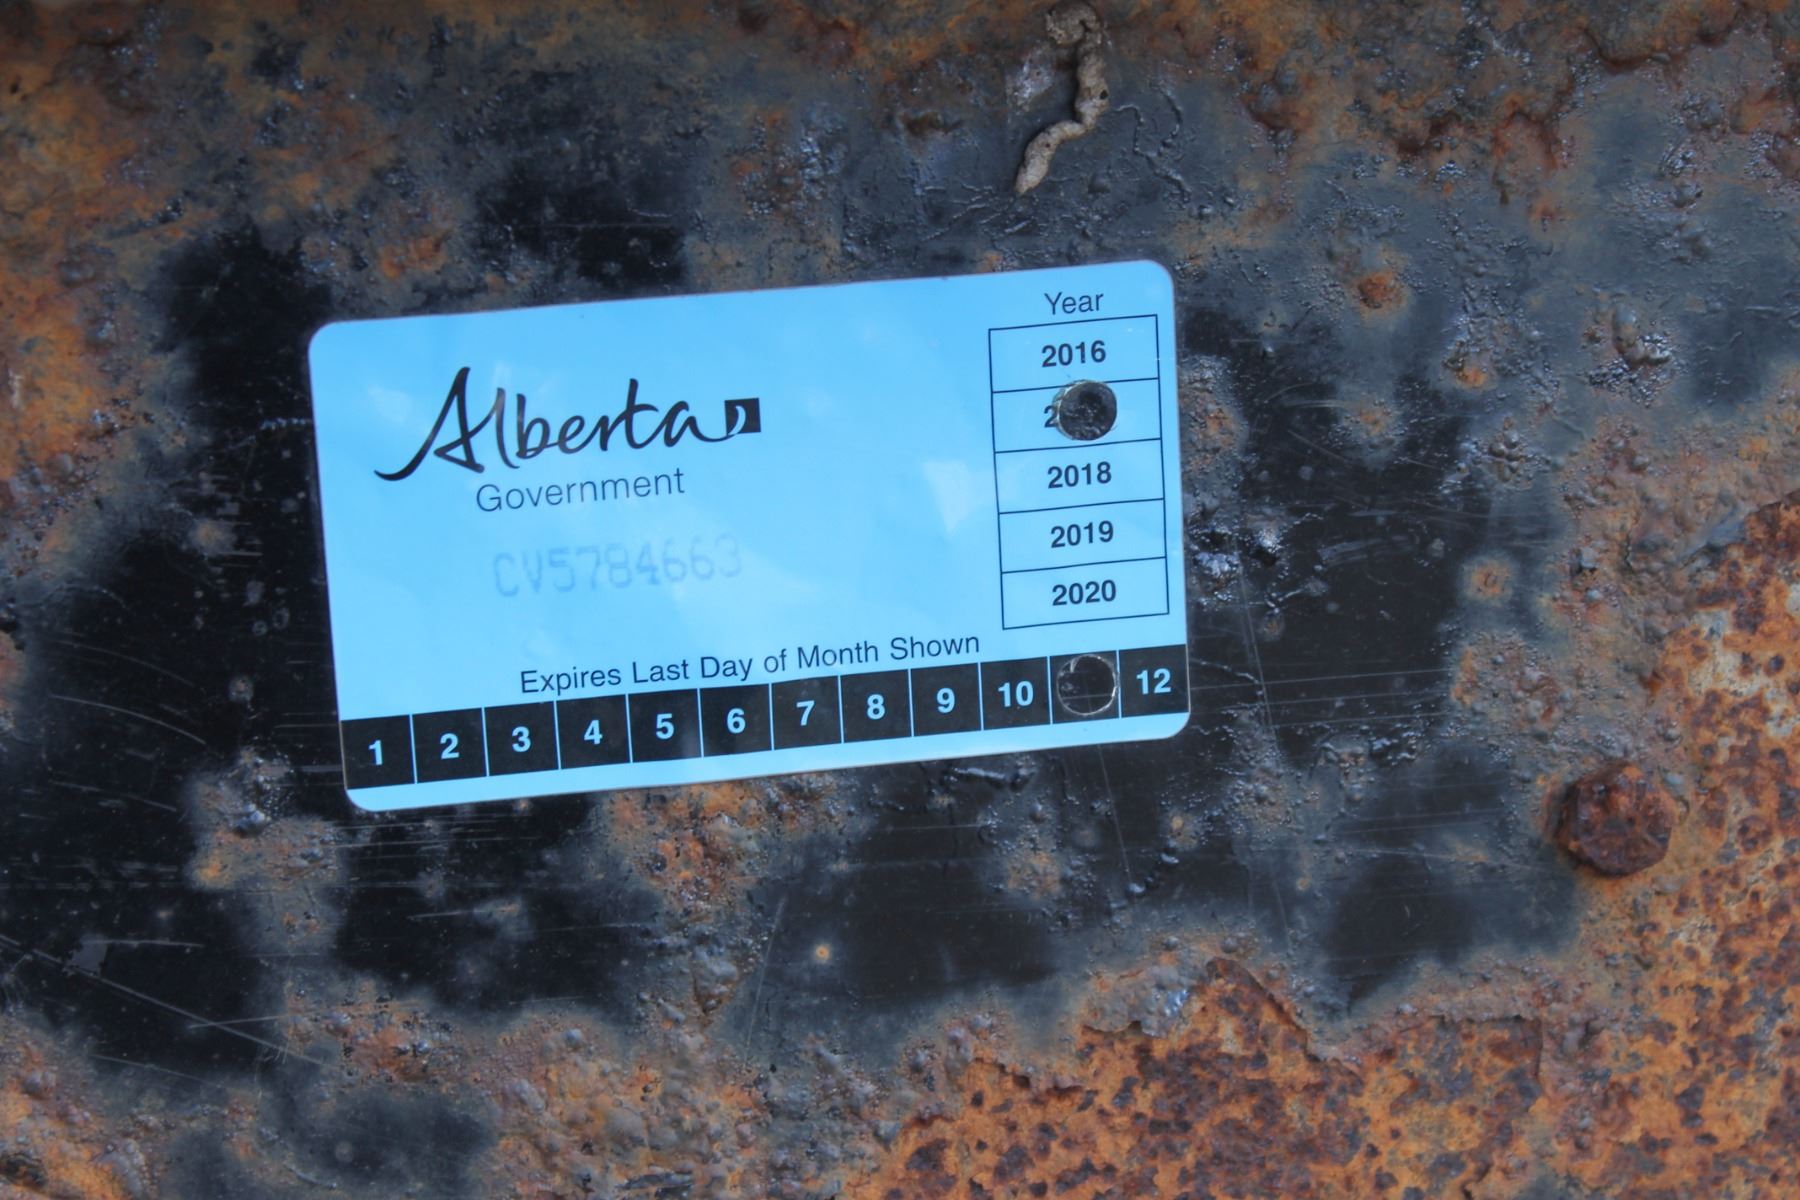 Alberta
Government
CV5784663
Year
2016
2018
2019
2020
Expires Last Day of Month Shown
1 2 3 4 5 6 7 8 9 10 12